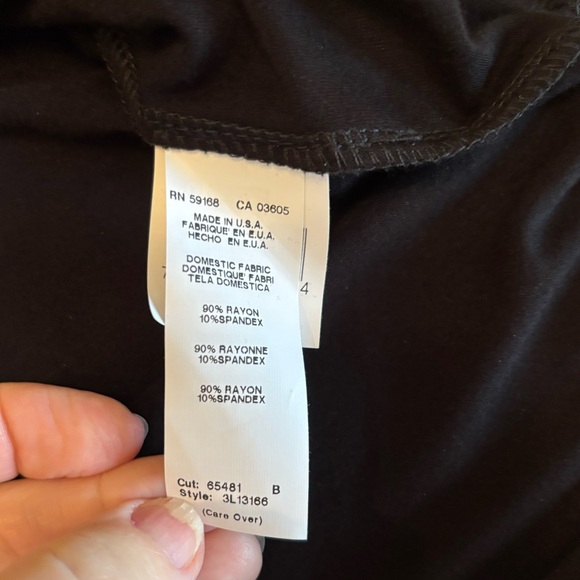 RN 59168 CA 03605
MADE IN U.S.A.
FABRIQUE' EN E.U.A.
HECHO EN E.U.A.
DOMESTIC FABRIC
DOMESTIQUE' FABRI
TELA DOMESTICA
90% RAYON
10%SPANDEX
90% RAYONNE
10%SPANDEX
90% RAYON
10%SPANDEX
Cut: 65481 B
Style: 3L13166
(Care Over)
4